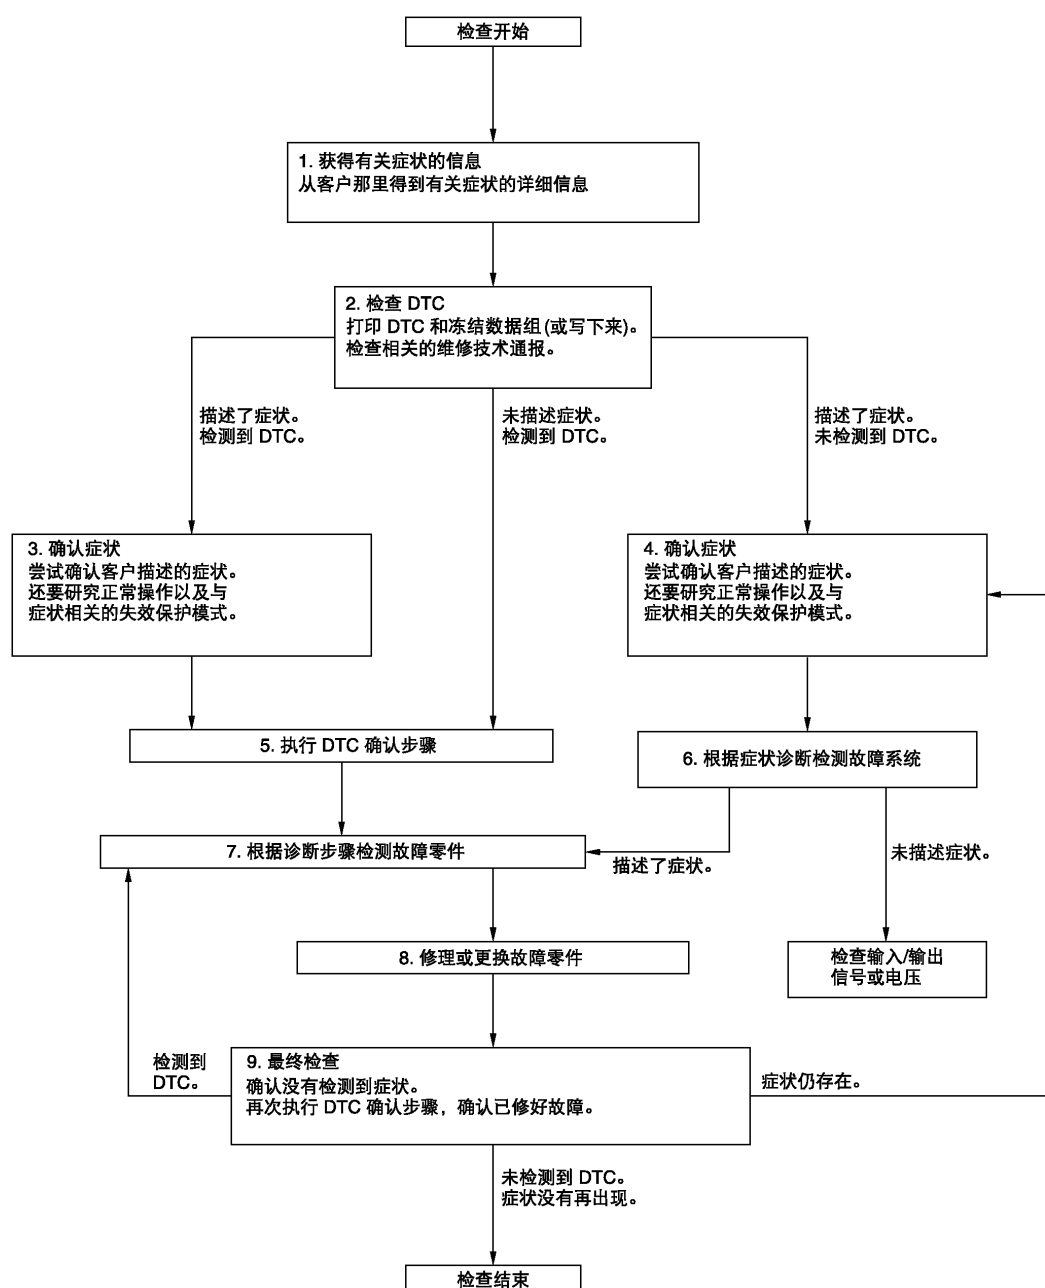 检查开始
1. 获得有关症状的信息
从客户那里得到有关症状的详细信息
2. 检查 DTC
打印 DTC 和冻结数据组 (或写下来)。
检查相关的维修技术通报。
描述了症状。
检测到 DTC。
未描述症状。
检测到 DTC。
描述了症状。
未检测到 DTC。
3. 确认症状
尝试确认客户描述的症状。
还要研究正常操作以及与
症状相关的失效保护模式。
4. 确认症状
尝试确认客户描述的症状。
还要研究正常操作以及与
症状相关的失效保护模式。
5. 执行 DTC 确认步骤
6. 根据症状诊断检测故障系统
7. 根据诊断步骤检测故障零件
描述了症状。
未描述症状。
8. 修理或更换故障零件
检查输入/输出
信号或电压
检测到
DTC。
9. 最终检查
确认没有检测到症状。
再次执行 DTC 确认步骤，确认已修好故障。
症状仍存在。
未检测到 DTC。
症状没有再出现。
检查结束